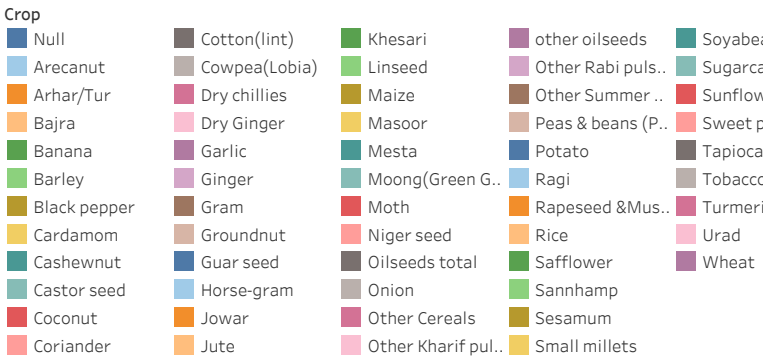 Crop
Null
Arecanut
Arhar/Tur
Bajra
Banana
Barley
Black pepper
Cardamom
Cashewnut
Castor seed
Coconut
Coriander
Cotton(lint)
Cowpea(Lobia)
Dry chillies
Dry Ginger
Garlic
Ginger
Gram
Groundnut
Guar seed
Horse-gram
Jowar
Jute
Khesari
Linseed
Maize
Masoor
Mesta
Moong(Green G..
Moth
Niger seed
Oilseeds total
Onion
Other Cereals
Other Kharif pul..
other oilseeds
Other Rabi puls..
Other Summer ..
Peas & beans (P..
Potato
Ragi
Rapeseed &Mus..
Rice
Safflower
Sannhamp
Sesamum
Small millets
Soyabea
Sugarca
Sunflow
Sweet p
Tapioca
Tobacco
Turmeri
Urad
Wheat